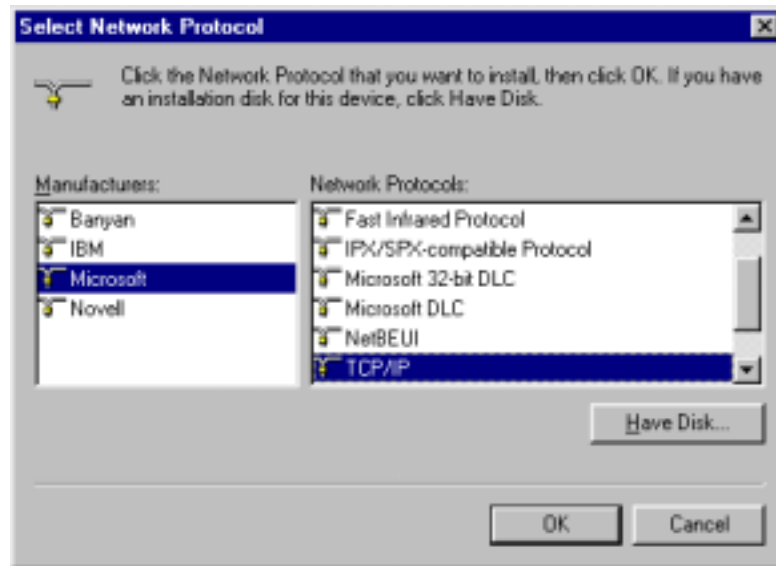 Select Network Protocol
Click the Network Protocol that you want to install, then click OK. If you have
an installation disk for this device, click Have Disk.
Manufacturers:
Banyan
IBM
Microsoft
Novell
Network Protocols:
Fast Infrared Protocol
IPX/SPX-compatible Protocol
Microsoft 32-bit DLC
Microsoft DLC
NetBEUI
TCP/IP
Have Disk...
OK
Cancel